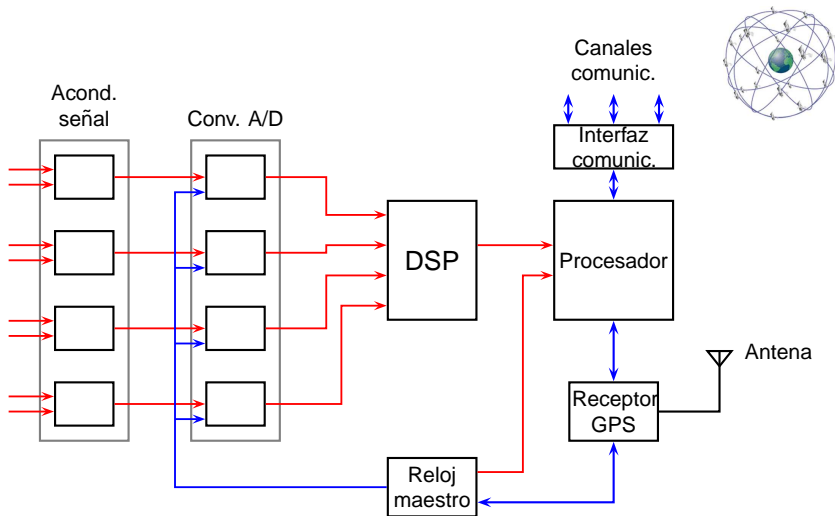 Canales
comunic.
Acond.
señal
Conv. A/D
Interfaz
comunic.
DSP
Procesador
Antena
Receptor
GPS
Reloj
maestro